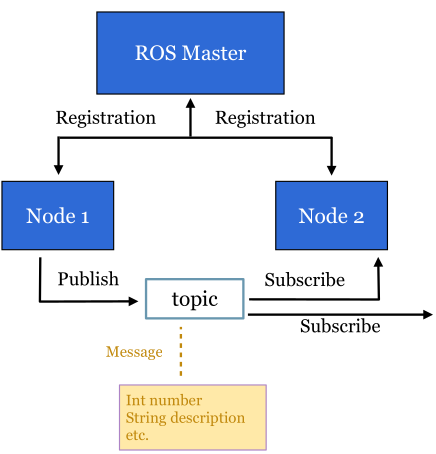 ROS Master
Registration
Registration
Node 1
Node 2
Publish
topic
Subscribe
Subscribe
Message
Int number
String description
etc.